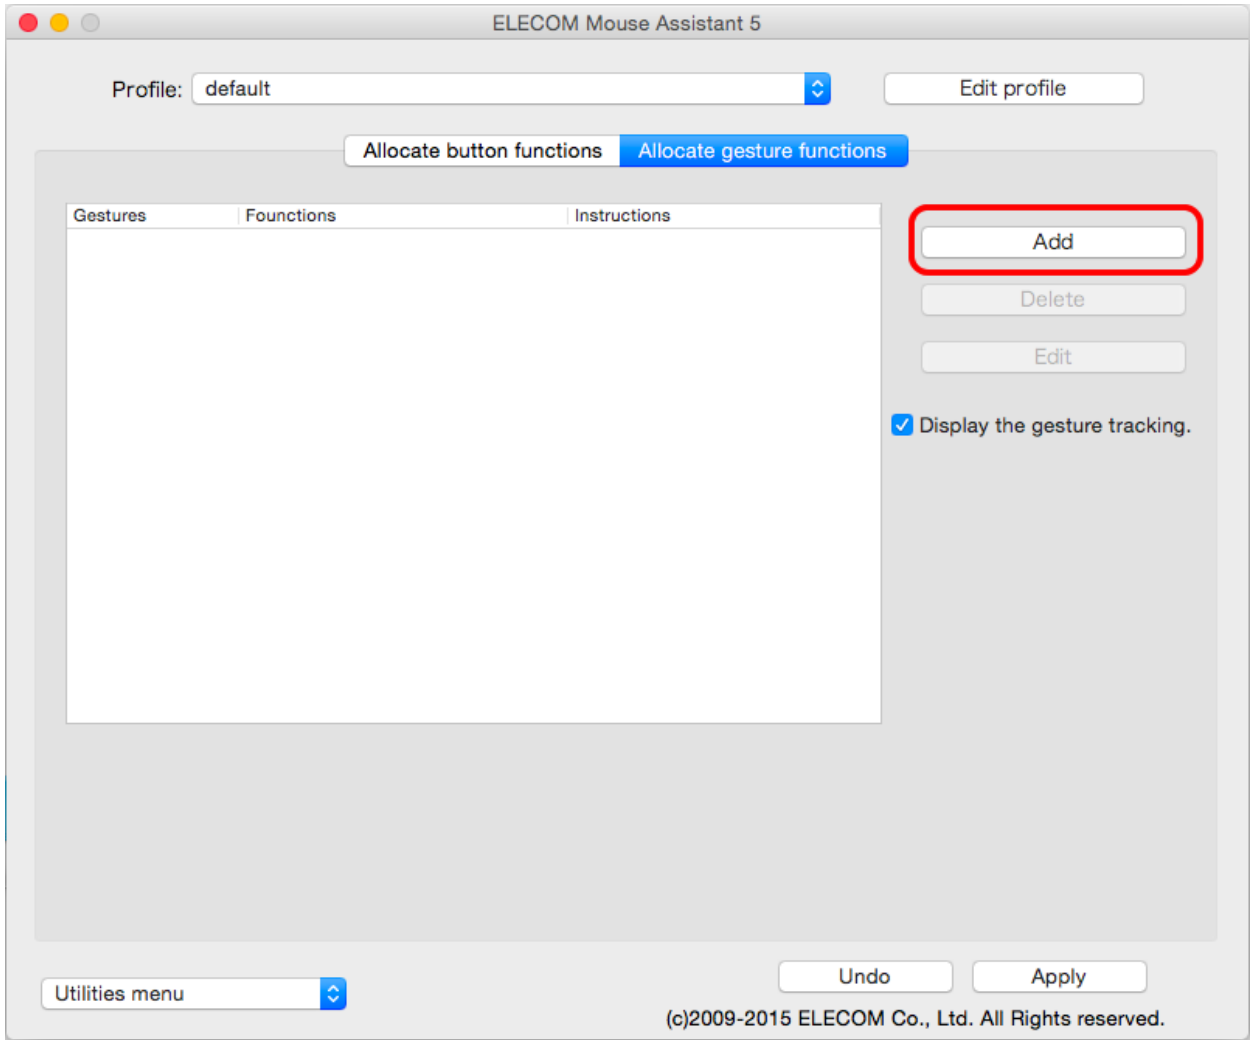 ELECOM Mouse Assistant 5
Profile: default Edit profile
Allocate button functions Allocate gesture functions
Gestures Founctions Instructions
Add
Delete
Edit
Display the gesture tracking.
Undo Apply
Utilities menu
(c)2009-2015 ELECOM Co., Ltd. All Rights reserved.